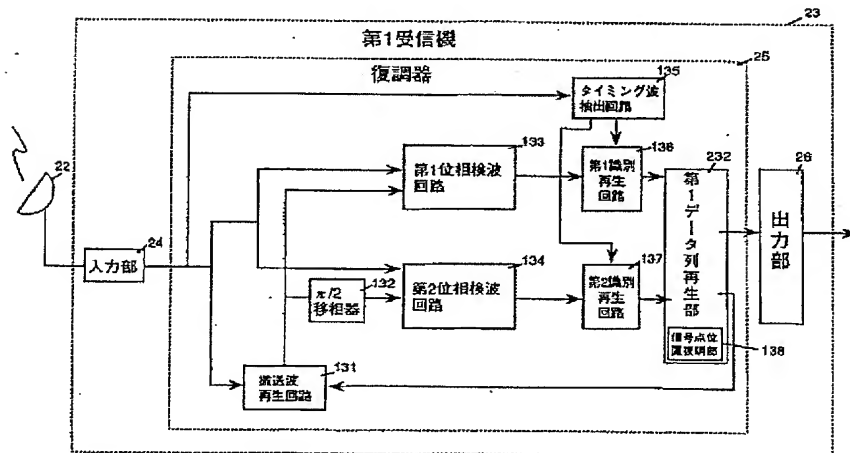 23
第1受信機
25
復調器
135
タイミング波
抽出回路
22
133
第1位相検波
回路
136
第1識別
再生
回路
232
第1データ列再生部
26
出力部
24
入力部
132
π/2
移相器
134
第2位相検波
回路
137
第2識別
再生
回路
信号点位
138
131
搬送波
再生回路